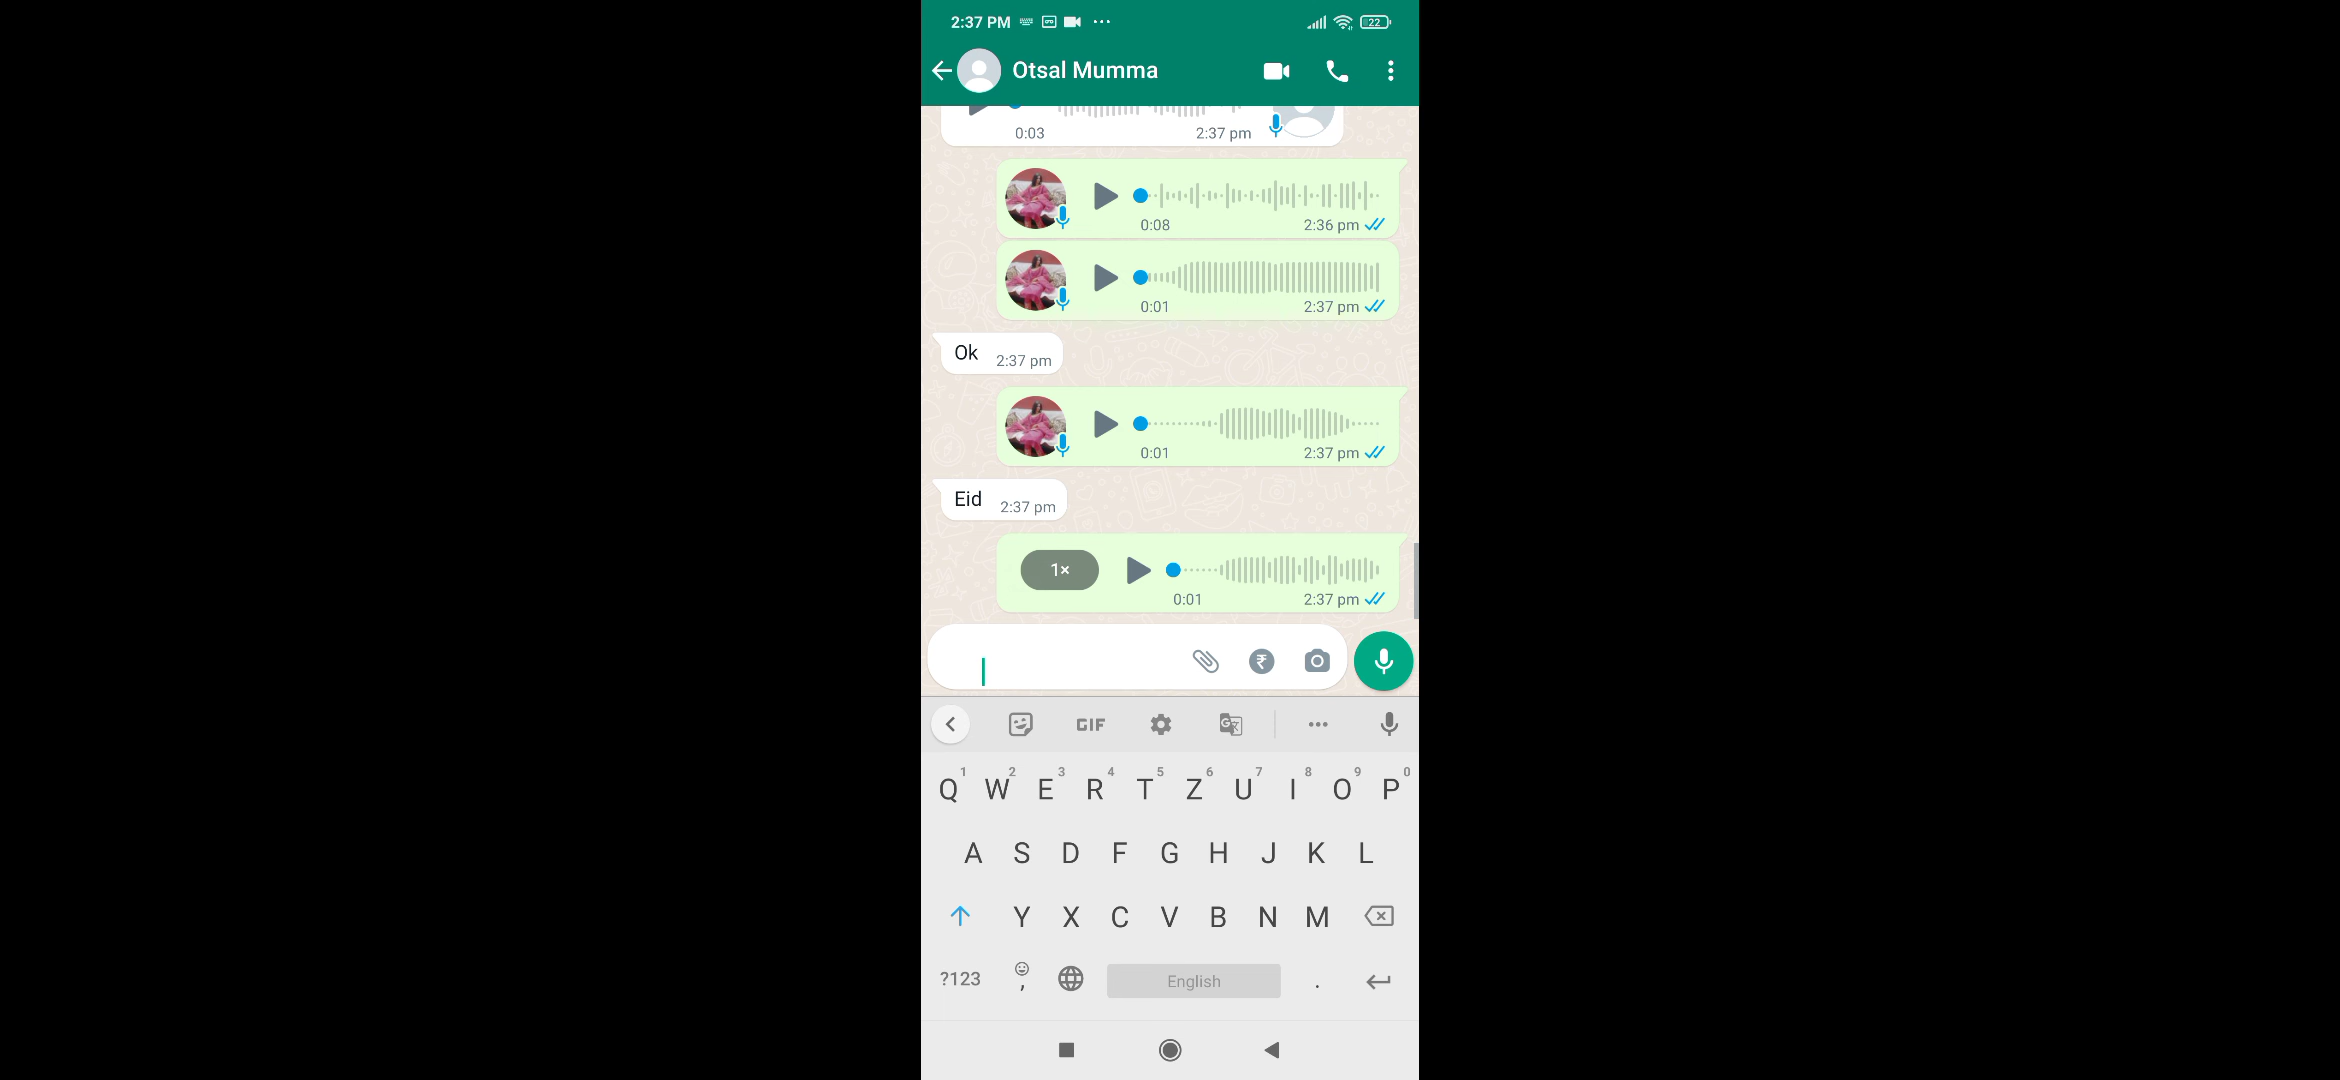 2:37 PM
22
Otsal Mumma
0:03 2:37 pm
0:08 2:36 pm
0:01 2:37 pm
Ok 2:37 pm
0:01 2:37 pm
Eid 2:37 pm
1×
0:01 2:37 pm
₹
GIF
G
1 2 3 4 5 6 7 8 9 0
Q W E R T Z U I O P
A S D F G H J K L
Y X C V B N M
?123 , English .